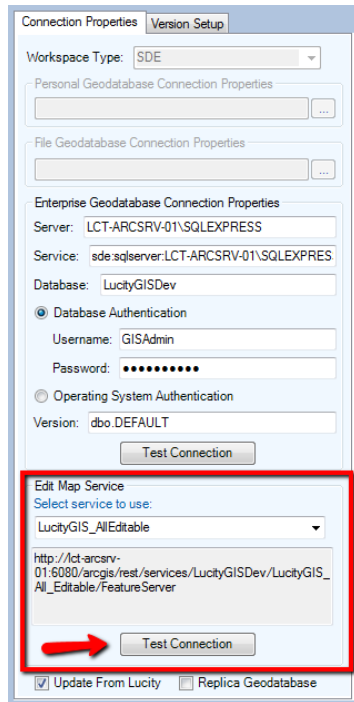 Connection Properties Version Setup
Workspace Type: SDE
Personal Geodatabase Connection Properties
...
File Geodatabase Connection Properties
...
Enterprise Geodatabase Connection Properties
Server: LCT-ARCSRV-01\SQLEXPRESS
Service: sde:sqlserver:LCT-ARCSRV-01\SQLEXPRES
Database: LucityGISDev
Database Authentication
Username: GISAdmin
Password: ●●●●●●●●●●
Operating System Authentication
Version: dbo.DEFAULT
Test Connection
Edit Map Service
Select service to use:
LucityGIS_AllEditable
http://lct-arcsrv-
01:6080/arcgis/rest/services/LucityGISDev/LucityGIS_
All_Editable/FeatureServer
Test Connection
Update From Lucity Replica Geodatabase